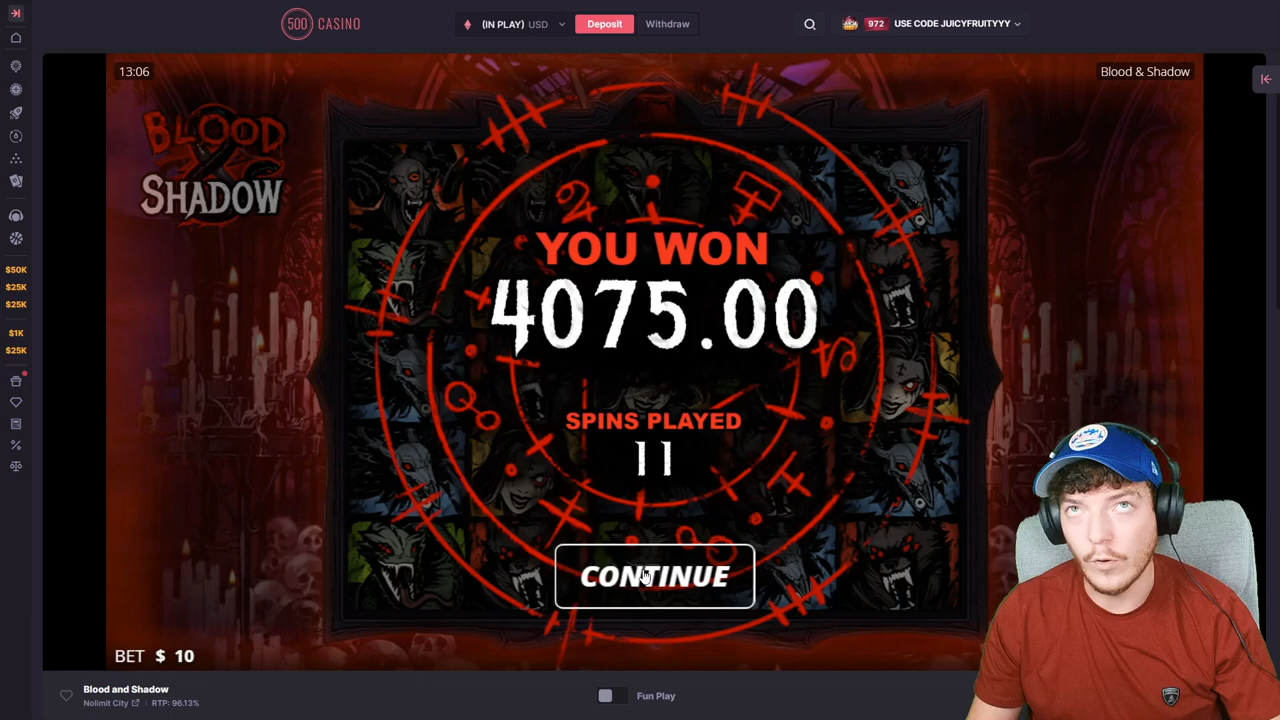 500 CASINO
(IN PLAY) USD
Deposit
Withdraw
972
USE CODE JUICYFRUITYYY
13:06
Blood & Shadow
BLOOD
&
SHADOW
$50K
$25K
$25K
$1K
$25K
YOU WON
4075.00
SPINS PLAYED
11
CONTINUE
BET $ 10
Blood and Shadow
Nolimit City RTP: 96.13%
Fun Play